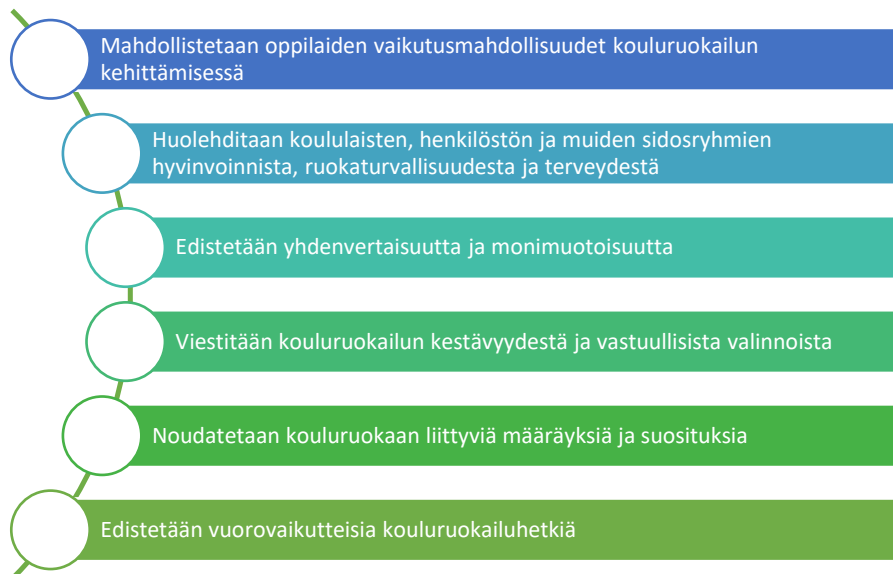 Mahdollistetaan oppilaiden vaikutusmahdollisuudet kouluruokailun
kehittämisessä
Huolehditaan koululaisten, henkilöstön ja muiden sidosryhmien
hyvinvoinnista, ruokaturvallisuudesta ja terveydestä
Edistetään yhdenvertaisuutta ja monimuotoisuutta
Viestitään kouluruokailun kestävyydestä ja vastuullisista valinnoista
Noudatetaan kouluruokaan liittyviä määräyksiä ja suosituksia
Edistetään vuorovaikutteisia kouluruokailuhetkiä